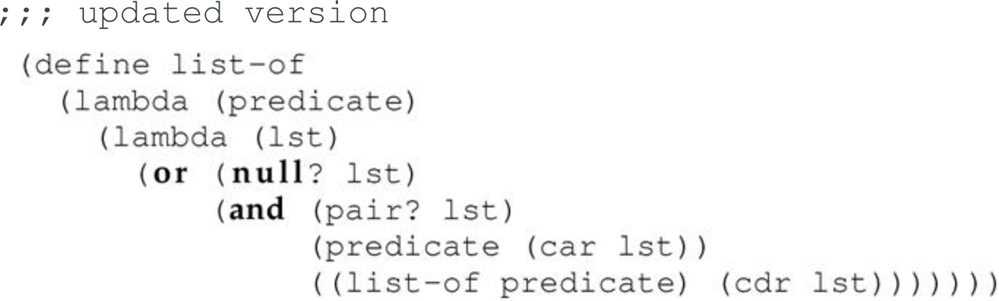 ;;; updated version
(define list-of
(lambda (predicate)
(lambda (lst)
(or (null? lst)
(and (pair? lst)
(predicate (car lst))
((list-of predicate) (cdr lst)))))))